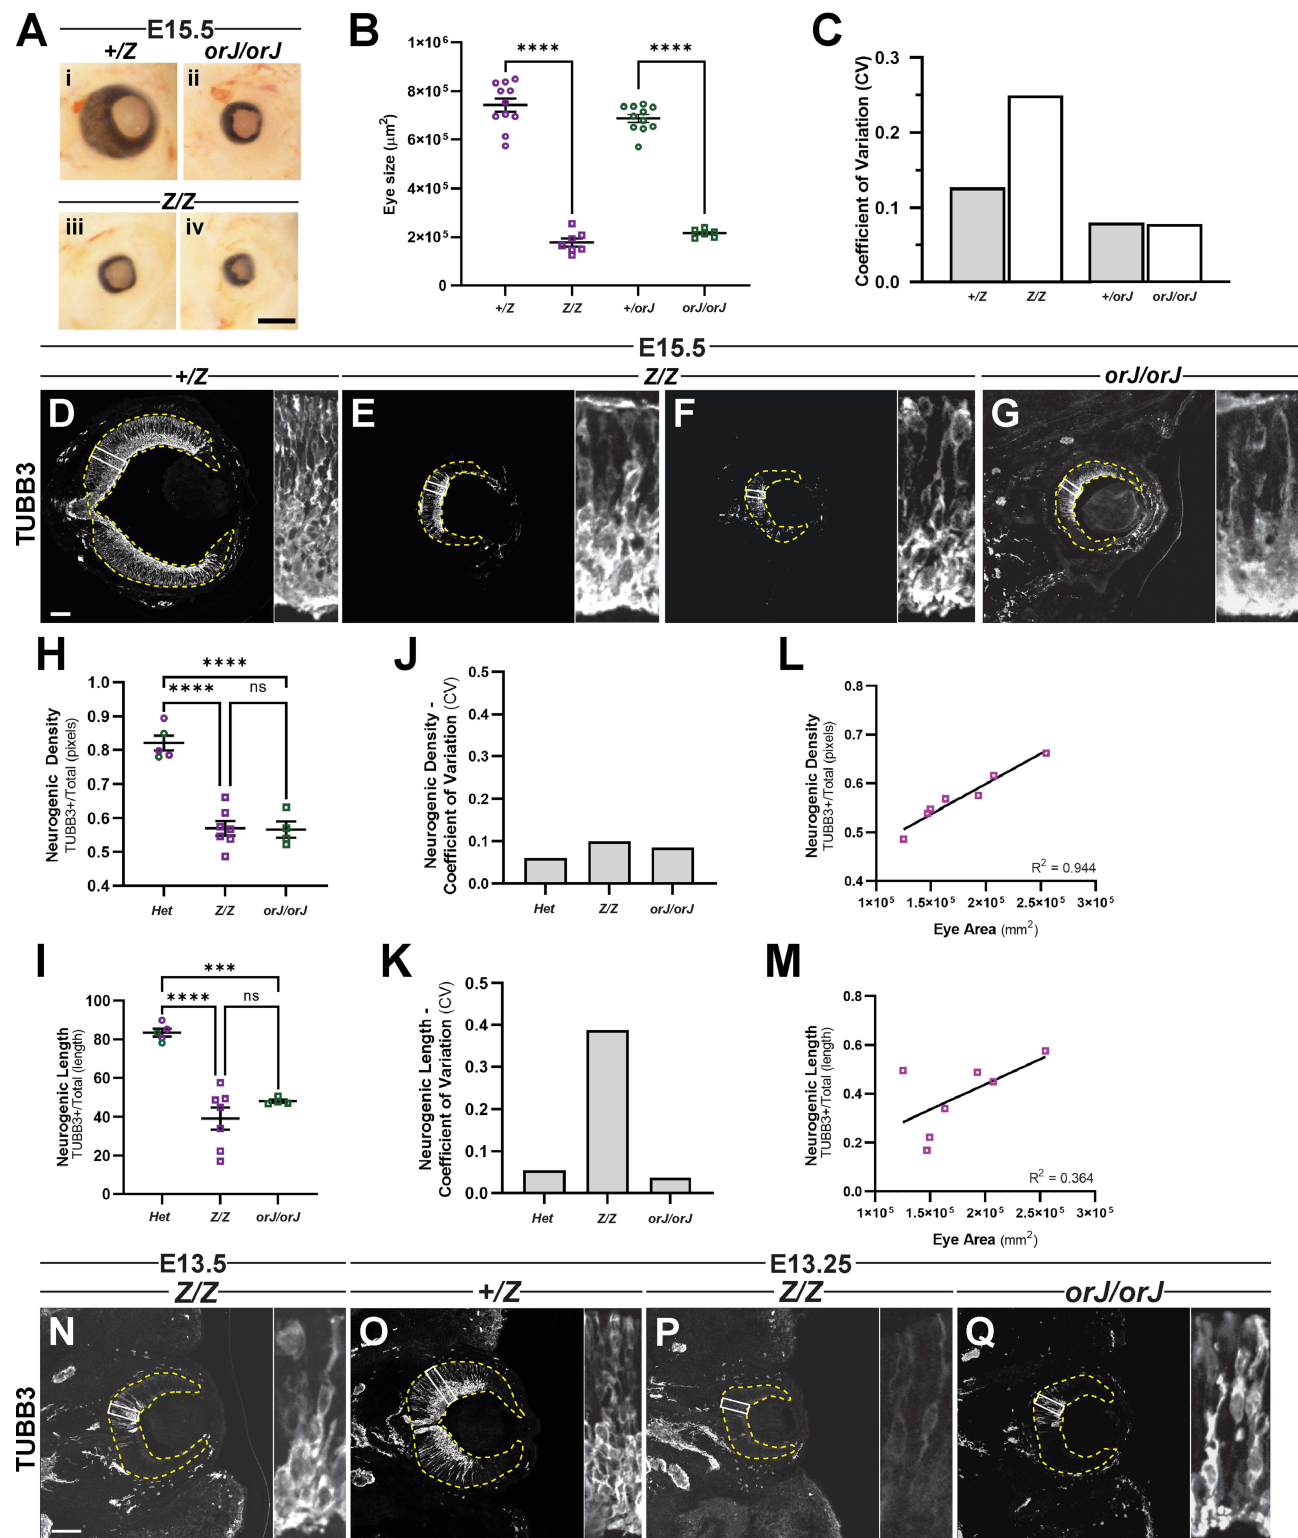 A
E15.5
+/Z
orJ/orJ
i
ii
Z/Z
iii
iv
B
Eye size (µm²)
1×10⁶
8×10⁵
6×10⁵
4×10⁵
2×10⁵
0
****
****
+/Z
Z/Z
+/orJ
orJ/orJ
C
Coefficient of Variation (CV)
0.3
0.2
0.1
0.0
+/Z
Z/Z
+/orJ
orJ/orJ
E15.5
+/Z
Z/Z
orJ/orJ
TUBB3
D
E
F
G
H
Neurogenic Density
TUBB3+/Total (pixels)
1.0
0.9
0.8
0.7
0.6
0.5
0.4
****
****
ns
Het
Z/Z
orJ/orJ
J
Neurogenic Density -
Coefficient of Variation (CV)
0.5
0.4
0.3
0.2
0.1
0.0
Het
Z/Z
orJ/orJ
L
Neurogenic Density
TUBB3+/Total (pixels)
0.8
0.7
0.6
0.5
0.4
R² = 0.944
1×10⁵
1.5×10⁵
2×10⁵
2.5×10⁵
3×10⁵
Eye Area (mm²)
I
Neurogenic Length
TUBB3+/Total (length)
100
80
60
40
20
0
***
****
ns
Het
Z/Z
orJ/orJ
K
Neurogenic Length -
Coefficient of Variation (CV)
0.5
0.4
0.3
0.2
0.1
0.0
Het
Z/Z
orJ/orJ
M
Neurogenic Length
TUBB3+/Total (length)
0.8
0.6
0.4
0.2
0.0
R² = 0.364
1×10⁵
1.5×10⁵
2×10⁵
2.5×10⁵
3×10⁵
Eye Area (mm²)
E13.5
E13.25
Z/Z
+/Z
Z/Z
orJ/orJ
TUBB3
N
O
P
Q